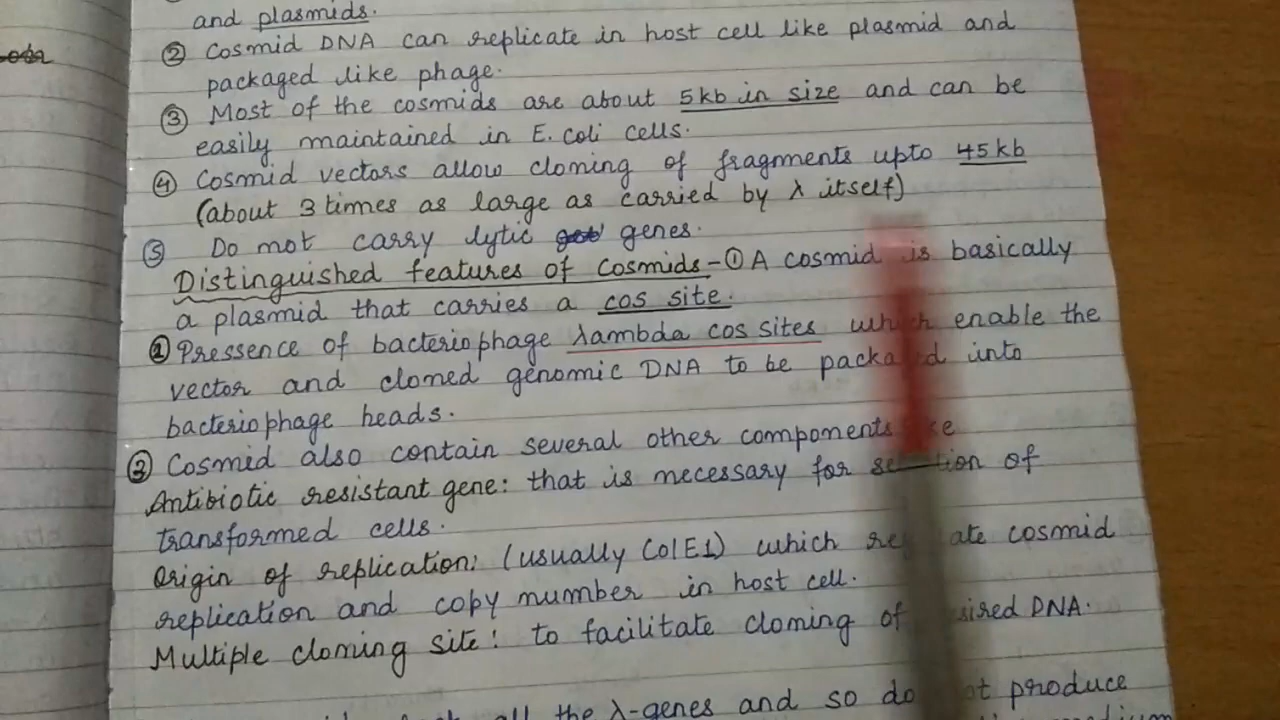 and plasmids.
② Cosmid DNA can replicate in host cell like plasmid and
packaged like phage.
③ Most of the cosmids are about 5kb in size and can be
easily maintained in E. coli cells.
④ Cosmid vectors allow cloning of fragments upto 45kb
(about 3 times as large as carried by λ itself)
⑤ Do not carry lytic genes.
Distinguished features of Cosmids - ① A cosmid is basically
a plasmid that carries a cos site.
② Pressence of bacteriophage λambda cos sites which enable the
vector and cloned genomic DNA to be packa d into
bacteriophage heads.
③ Cosmid also contain several other components
Antibiotic resistant gene: that is necessary for of
transformed cells.
Origin of replication: (usually ColE1) which cosmid
replication and copy number in host cell.
Multiple cloning site: to facilitate cloning of DNA.
all the λ-genes and so do produce